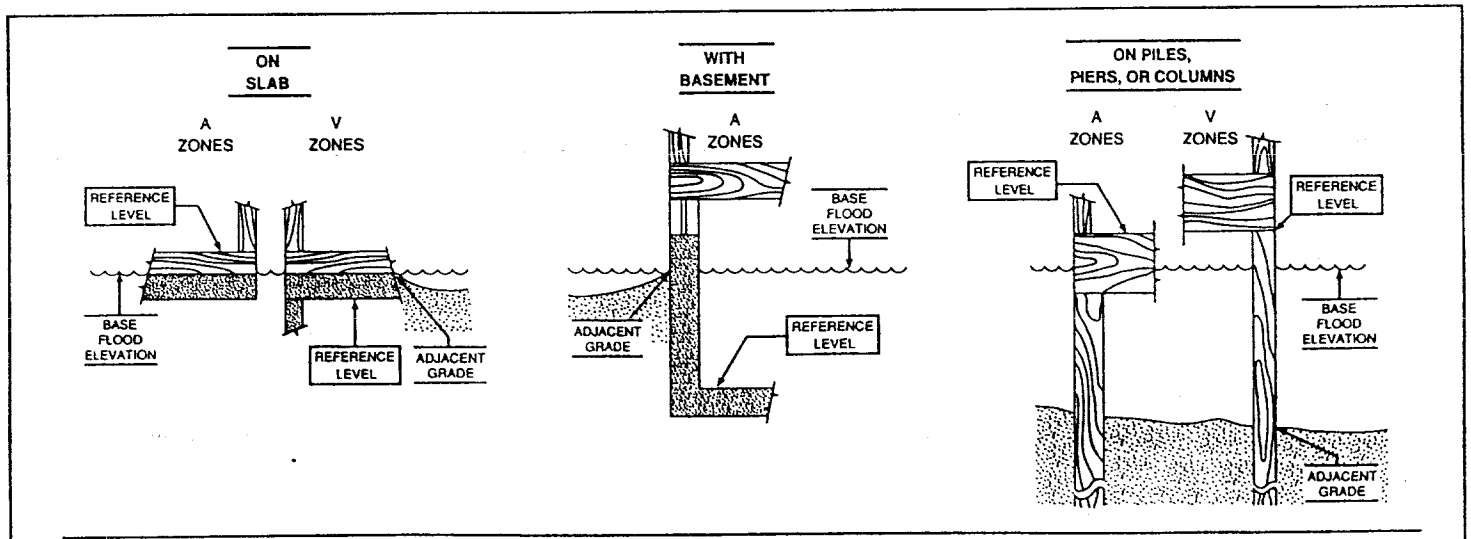 ON
SLAB
A
ZONES
V
ZONES
REFERENCE
LEVEL
BASE
FLOOD
ELEVATION
REFERENCE
LEVEL
ADJACENT
GRADE
WITH
BASEMENT
A
ZONES
BASE
FLOOD
ELEVATION
ADJACENT
GRADE
REFERENCE
LEVEL
ON PILES,
PIERS, OR COLUMNS
A
ZONES
V
ZONES
REFERENCE
LEVEL
REFERENCE
LEVEL
BASE
FLOOD
ELEVATION
ADJACENT
GRADE